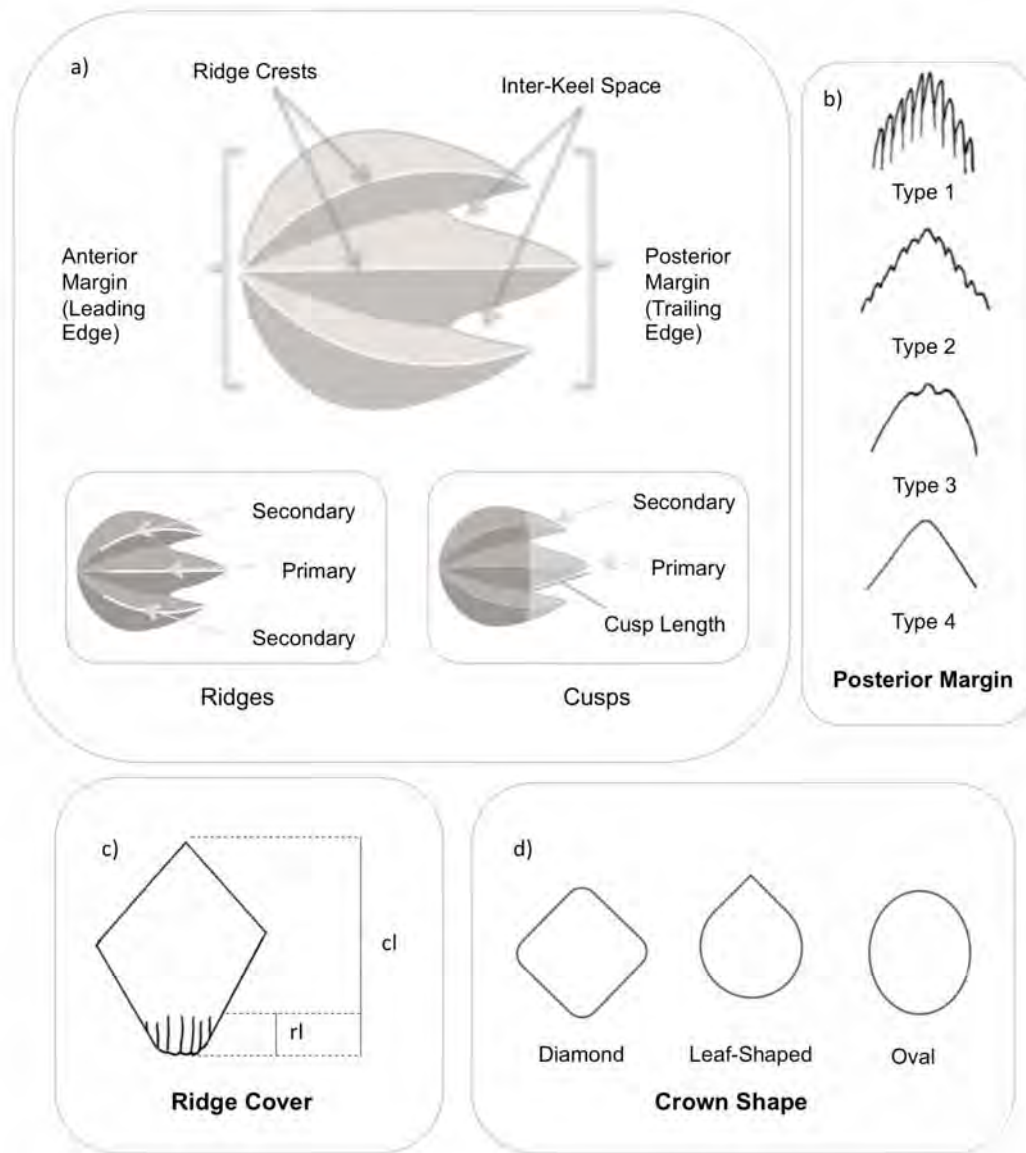 a)
Ridge Crests
Inter-Keel Space
Anterior
Margin
(Leading
Edge)
Posterior
Margin
(Trailing
Edge)
Secondary
Primary
Secondary
Ridges
Secondary
Primary
Cusp Length
Cusps
b)
Type 1
Type 2
Type 3
Type 4
Posterior Margin
c)
cl
rl
Ridge Cover
d)
Diamond
Leaf-Shaped
Oval
Crown Shape